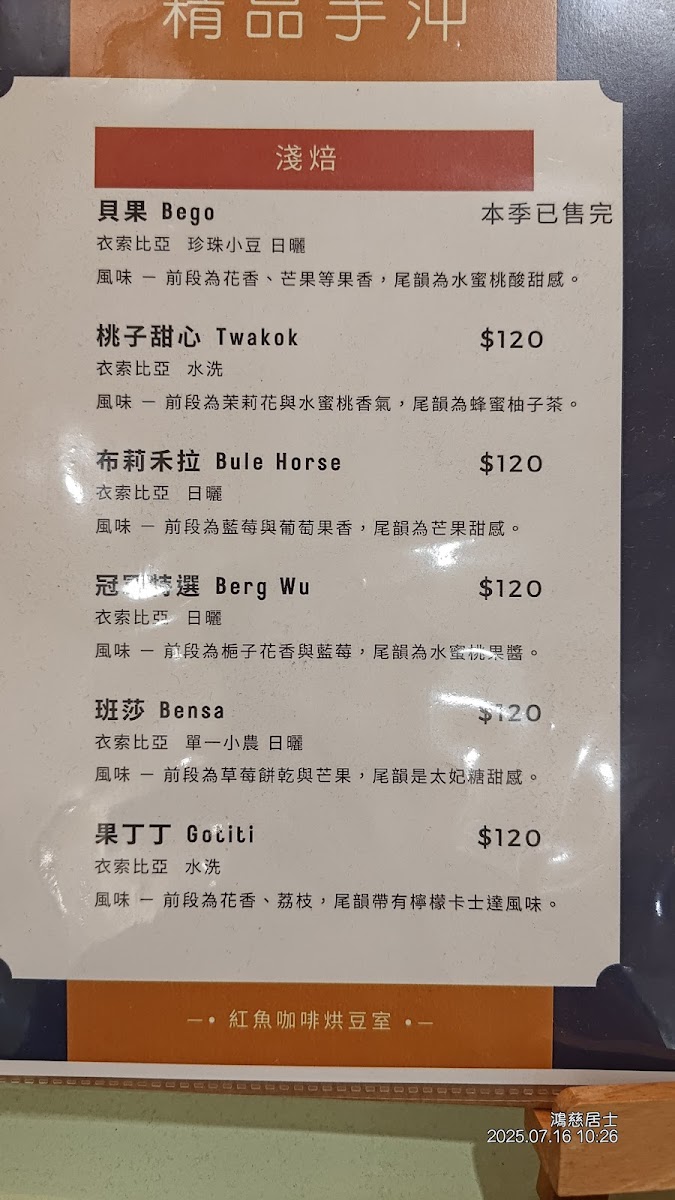 精品手沖
淺焙
貝果 Bego 本季已售完
衣索比亞 珍珠小豆 日曬
風味 － 前段為花香、芒果等果香，尾韻為水蜜桃酸甜感。
桃子甜心 Twakok $120
衣索比亞 水洗
風味 － 前段為茉莉花與水蜜桃香氣，尾韻為蜂蜜柚子茶。
布莉禾拉 Bule Horse $120
衣索比亞 日曬
風味 － 前段為藍莓與葡萄果香，尾韻為芒果甜感。
Berg Wu $120
衣索比亞 日曬
風味 － 前段為梔子花香與藍莓，尾韻為水蜜桃果醬。
班莎 Bensa $120
衣索比亞 單一小農 日曬
風味 － 前段為草莓餅乾與芒果，尾韻是太妃糖甜感。
果丁丁 Gotiti $120
衣索比亞 水洗
風味 － 前段為花香、荔枝，尾韻帶有檸檬卡士達風味。
—• 紅魚咖啡烘豆室 •—
鴻慈居士
2025.07.16 10:26